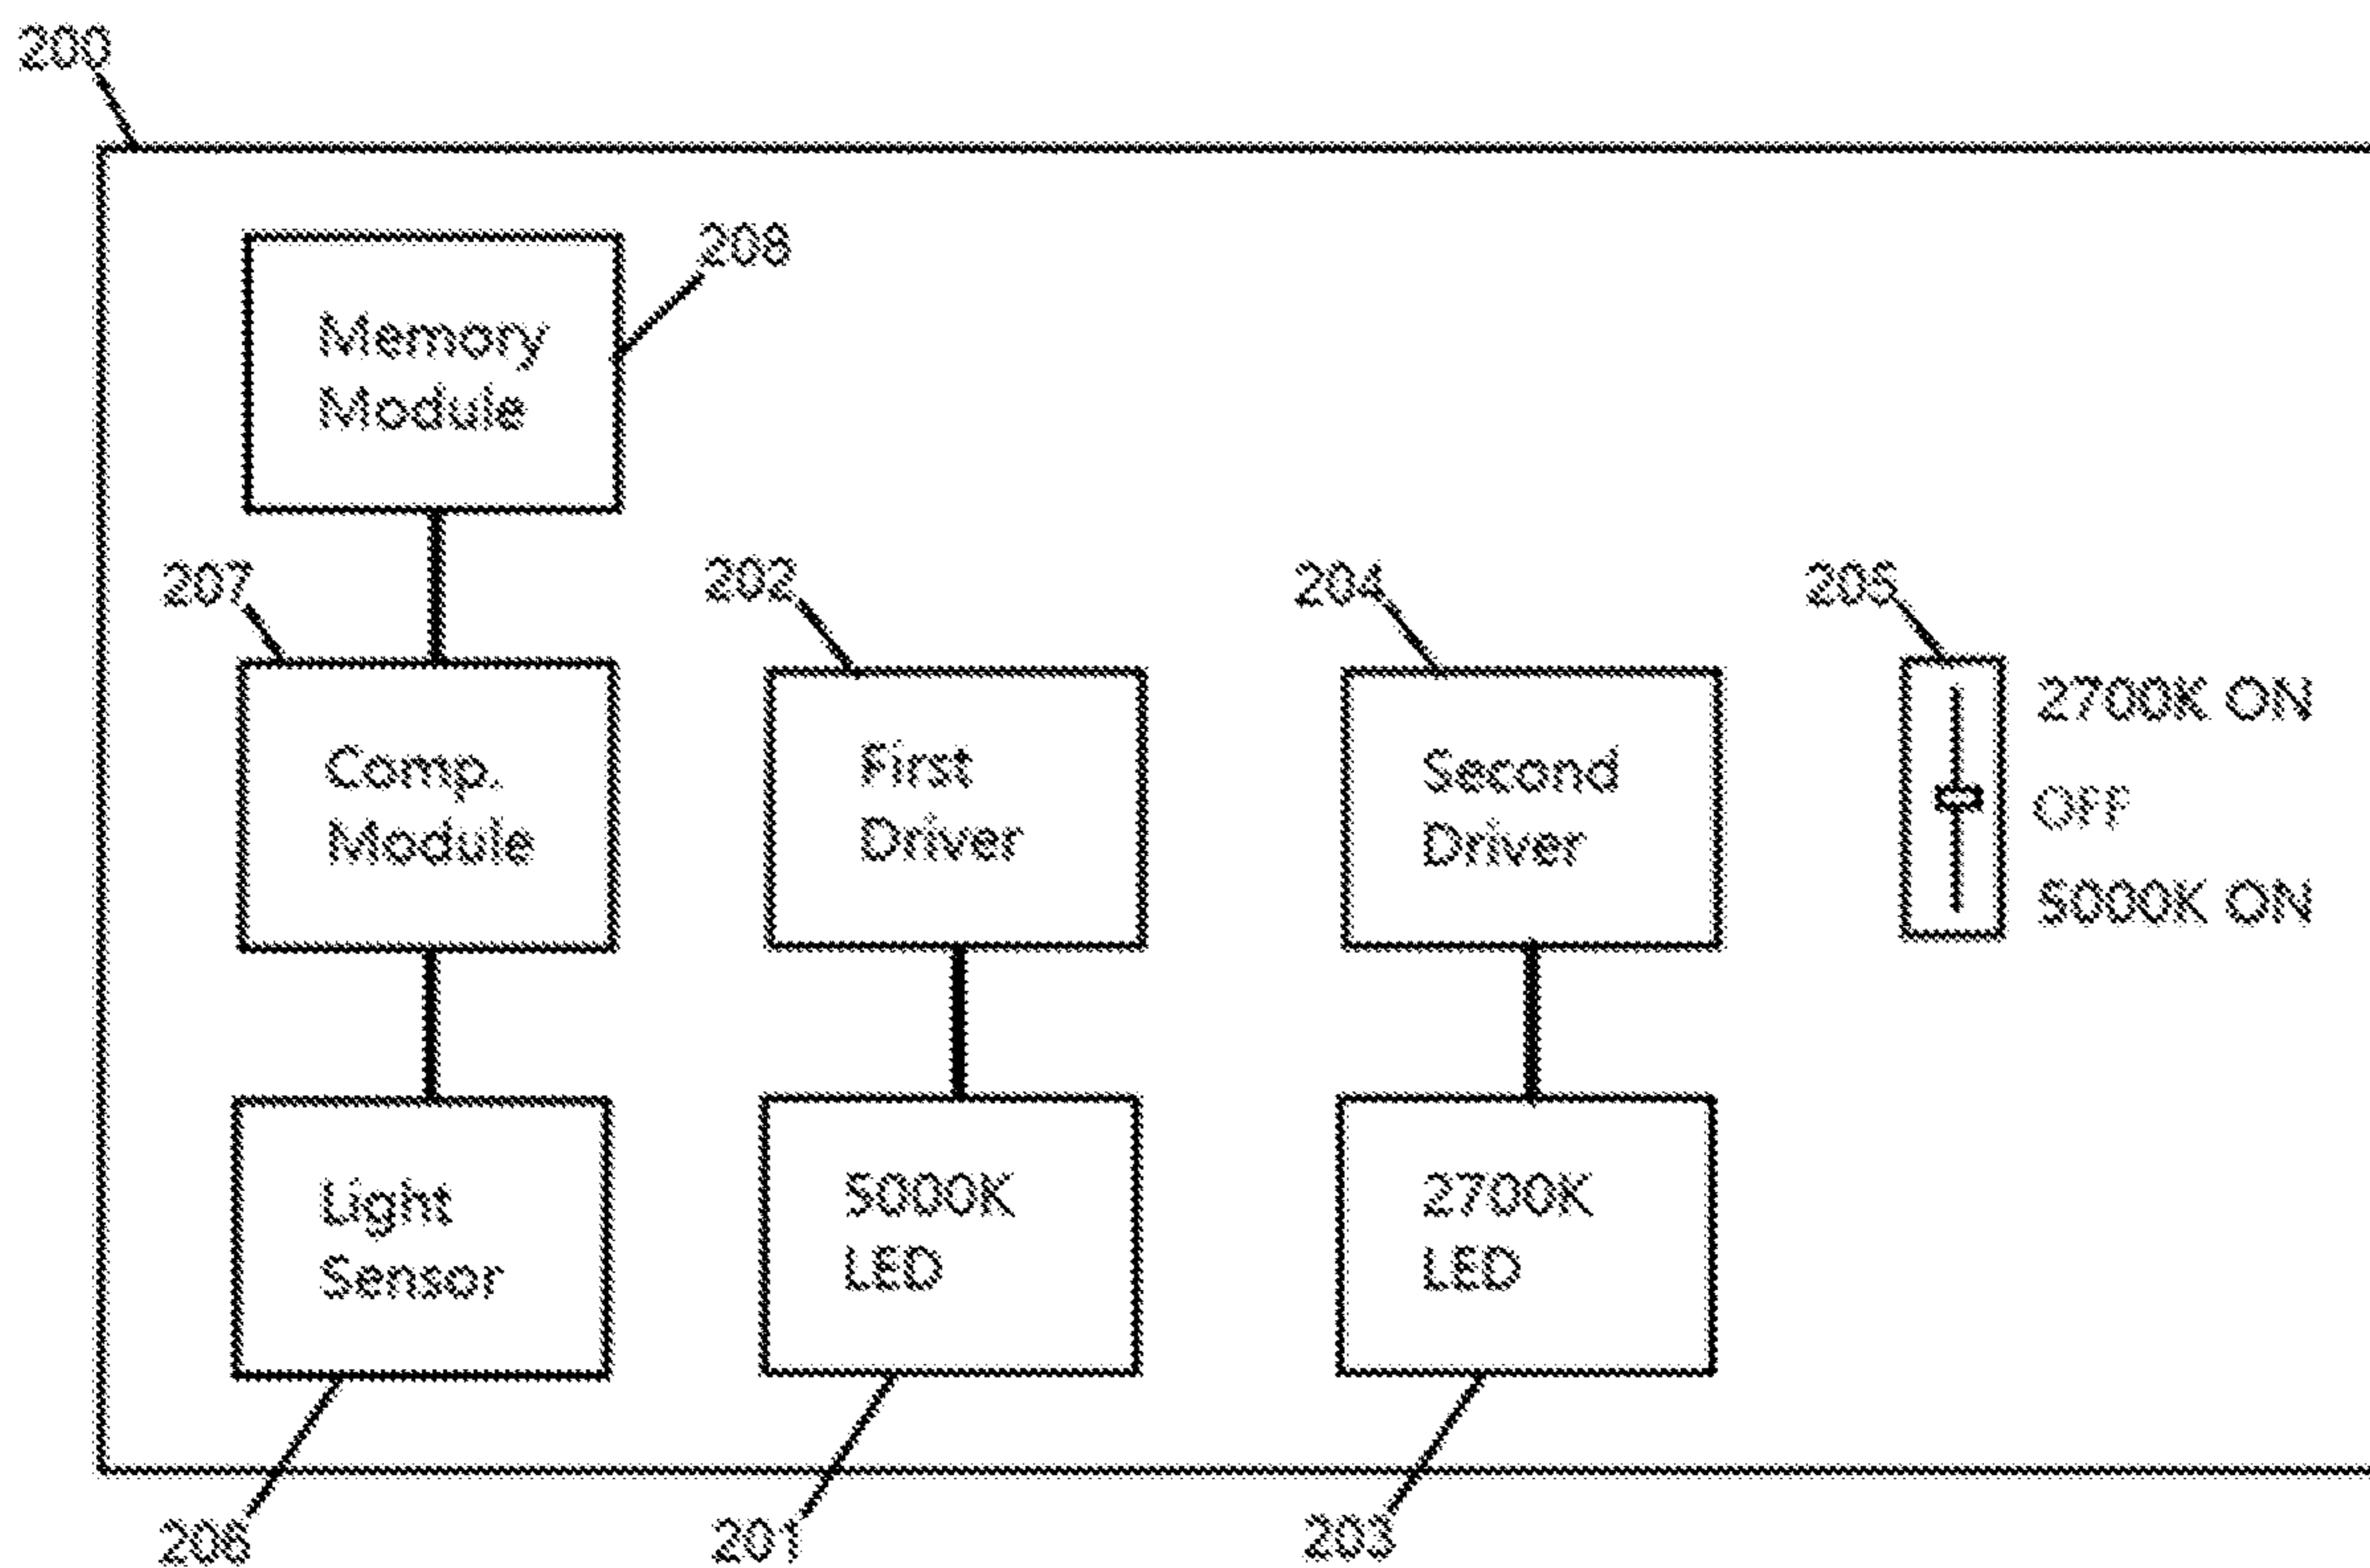 200
208
Memory
Module
207
202
204
205
Comp.
Module
First
Driver
Second
Driver
2700K ON
OFF
5000K ON
Light
Sensor
5000K
LED
2700K
LED
206
201
203